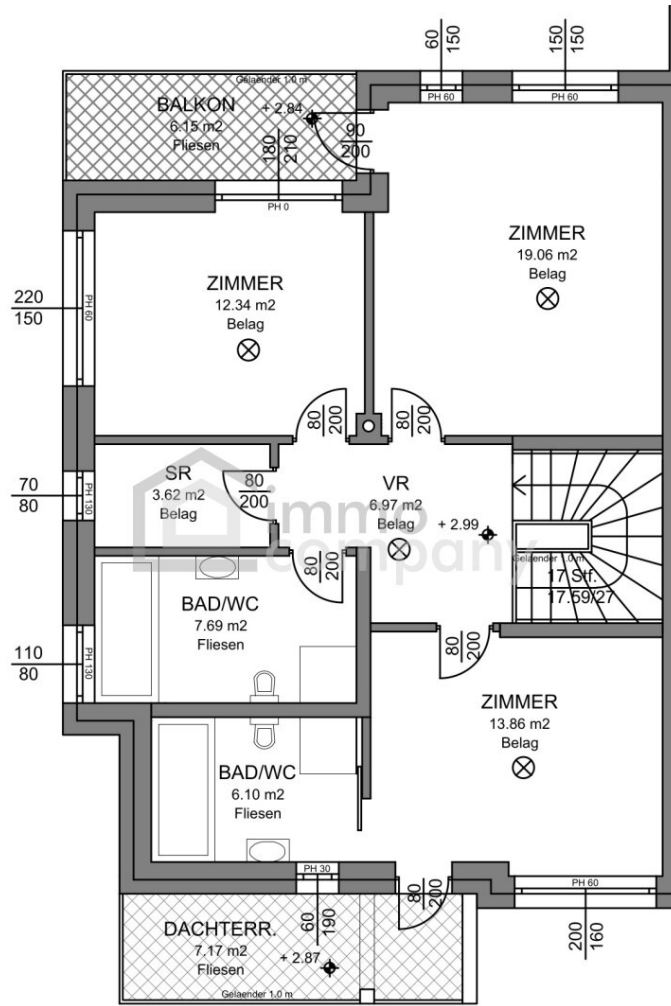 60
150
150
150
Gelaender 1.0 m
PH 60
PH 60
BALKON
6.15 m2
Fliesen
+ 2.84
90
200
180
210
PH 0
ZIMMER
19.06 m2
Belag
ZIMMER
12.34 m2
Belag
220
150
PH 60
80
200
80
200
SR
3.62 m2
Belag
80
200
70
80
PH 130
VR
6.97 m2
Belag
+ 2.99
immo
company
Gelaender 1.0 m
17 Stf.
17.59/27
80
200
BAD/WC
7.69 m2
Fliesen
110
80
PH 130
80
200
ZIMMER
13.86 m2
Belag
BAD/WC
6.10 m2
Fliesen
PH 30
PH 60
80
200
60
190
200
160
DACHTERR.
7.17 m2
Fliesen
+ 2.87
Gelaender 1.0 m